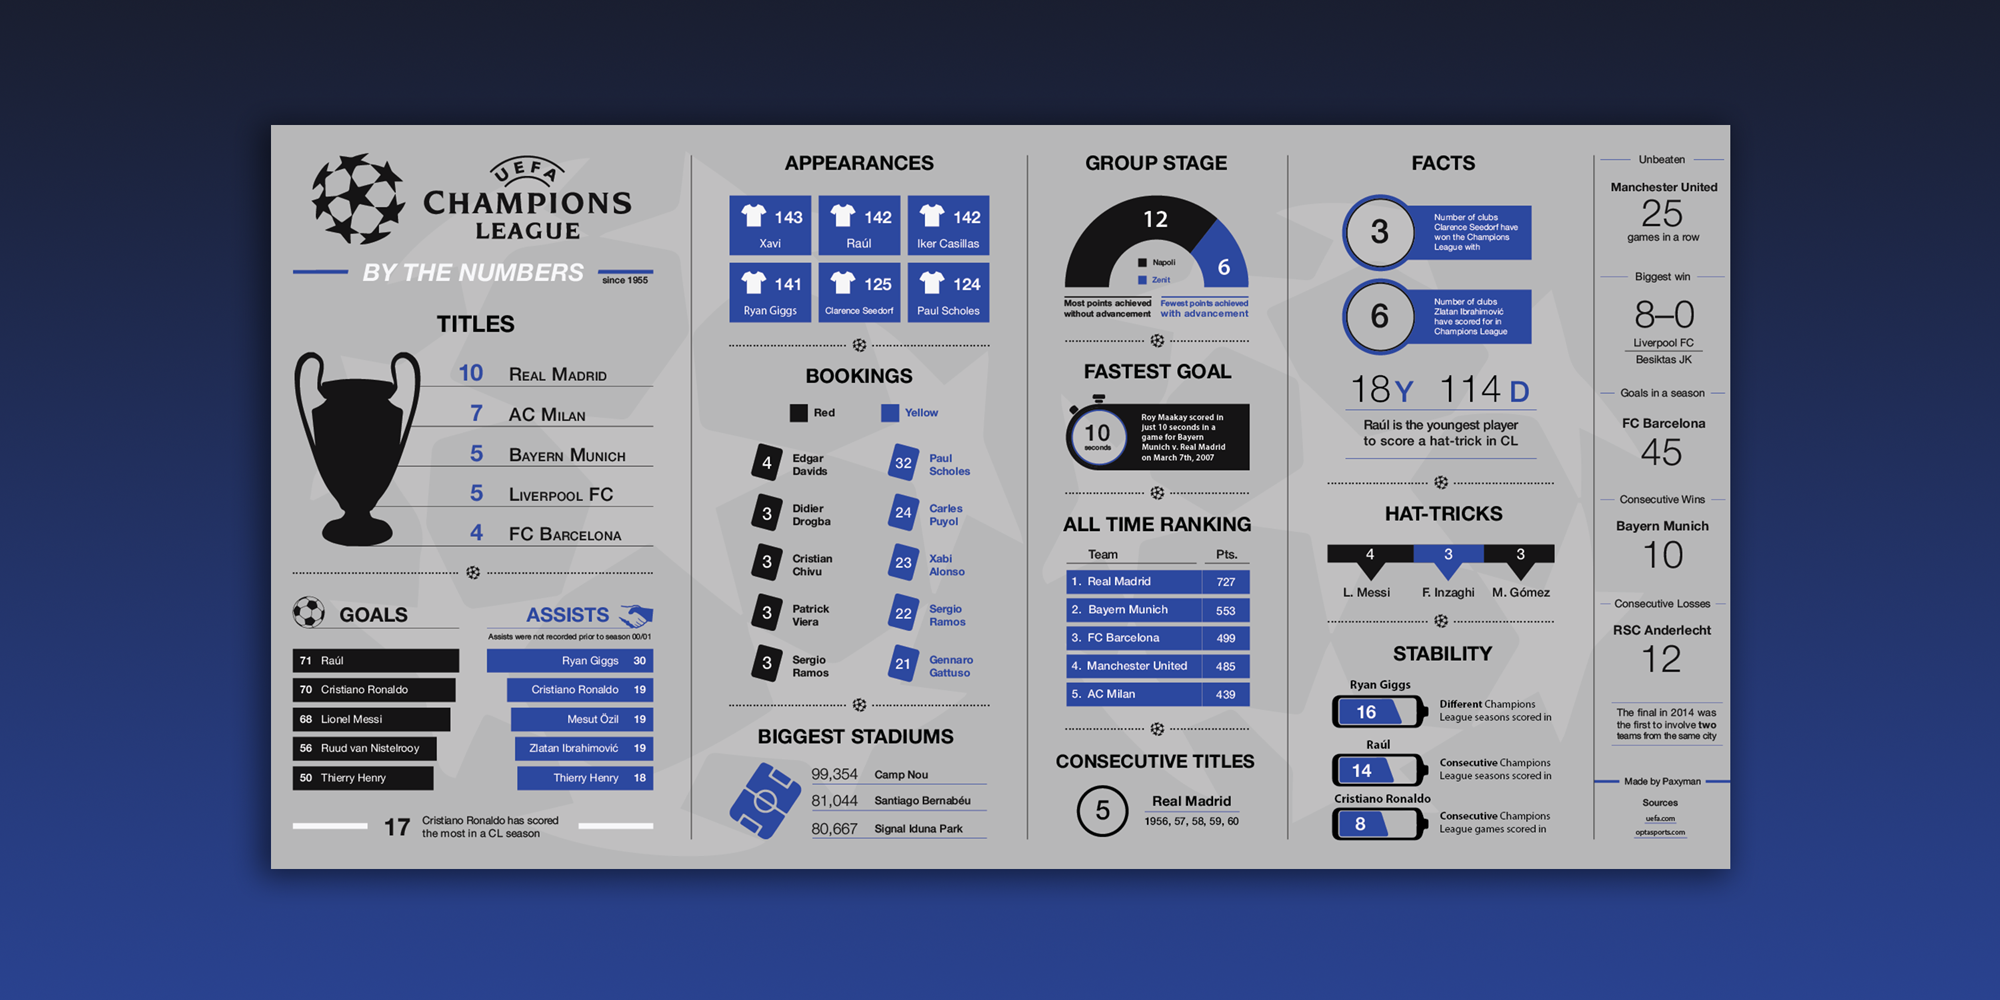 UEFA
CHAMPIONS
LEAGUE
BY THE NUMBERS
since 1955
TITLES
10 REAL MADRID
7 AC MILAN
5 BAYERN MUNICH
5 LIVERPOOL FC
4 FC BARCELONA
GOALS
71 Raúl
70 Cristiano Ronaldo
68 Lionel Messi
56 Ruud van Nistelrooy
50 Thierry Henry
ASSISTS
Assists were not recorded prior to season 00/01
Ryan Giggs 30
Cristiano Ronaldo 19
Mesut Özil 19
Zlatan Ibrahimović 19
Thierry Henry 18
17
Cristiano Ronaldo has scored
the most in a CL season
APPEARANCES
143
Xavi
142
Raúl
142
Iker Casillas
141
Ryan Giggs
125
Clarence Seedorf
124
Paul Scholes
BOOKINGS
Red
Yellow
4 Edgar
Davids
3 Didier
Drogba
3 Cristian
Chivu
3 Patrick
Viera
3 Sergio
Ramos
32 Paul
Scholes
24 Carles
Puyol
23 Xabi
Alonso
22 Sergio
Ramos
21 Gennaro
Gattuso
BIGGEST STADIUMS
99,354 Camp Nou
81,044 Santiago Bernabéu
80,667 Signal Iduna Park
GROUP STAGE
12
6
Napoli
Zenit
Most points achieved
without advancement
Fewest points achieved
with advancement
FASTEST GOAL
10
seconds
Roy Maakay scored in
just 10 seconds in a
game for Bayern
Munich v. Real Madrid
on March 7th, 2007
ALL TIME RANKING
Team Pts.
1. Real Madrid 727
2. Bayern Munich 553
3. FC Barcelona 499
4. Manchester United 485
5. AC Milan 439
CONSECUTIVE TITLES
5
Real Madrid
1956, 57, 58, 59, 60
FACTS
3
Number of clubs
Clarence Seedorf have
won the Champions
League with
6
Number of clubs
Zlatan Ibrahimović
have scored for in
Champions League
18 Y 114 D
Raúl is the youngest player
to score a hat-trick in CL
HAT-TRICKS
4 3 3
L. Messi F. Inzaghi M. Gómez
STABILITY
Ryan Giggs
16
Different Champions
League seasons scored in
Raúl
14
Consecutive Champions
League seasons scored in
Cristiano Ronaldo
8
Consecutive Champions
League games scored in
Unbeaten
Manchester United
25
games in a row
Biggest win
8–0
Liverpool FC
Besiktas JK
Goals in a season
FC Barcelona
45
Consecutive Wins
Bayern Munich
10
Consecutive Losses
RSC Anderlecht
12
The final in 2014 was
the first to involve two
teams from the same city
Made by Paxyman
Sources
uefa.com
optasports.com